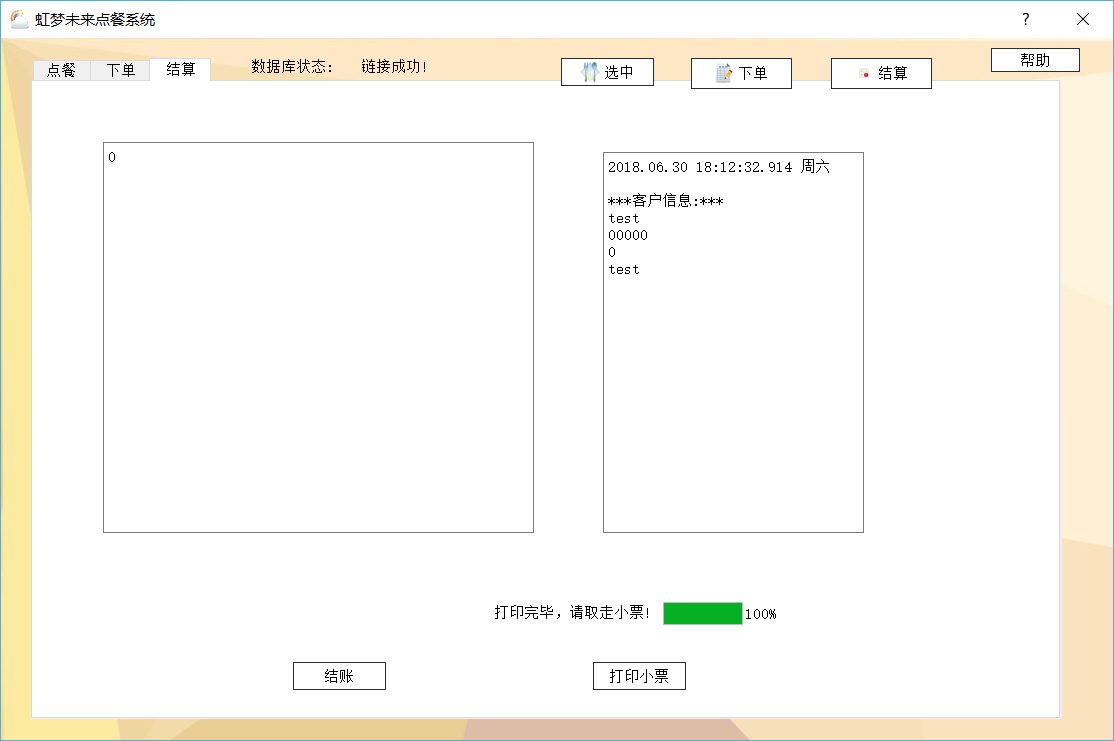 虹梦未来点餐系统
?
点餐 下单 结算 数据库状态: 链接成功! 选中 下单 结算 帮助
0
2018.06.30 18:12:32.914 周六
***客户信息:***
test
00000
0
test
打印完毕,请取走小票! 100%
结账 打印小票